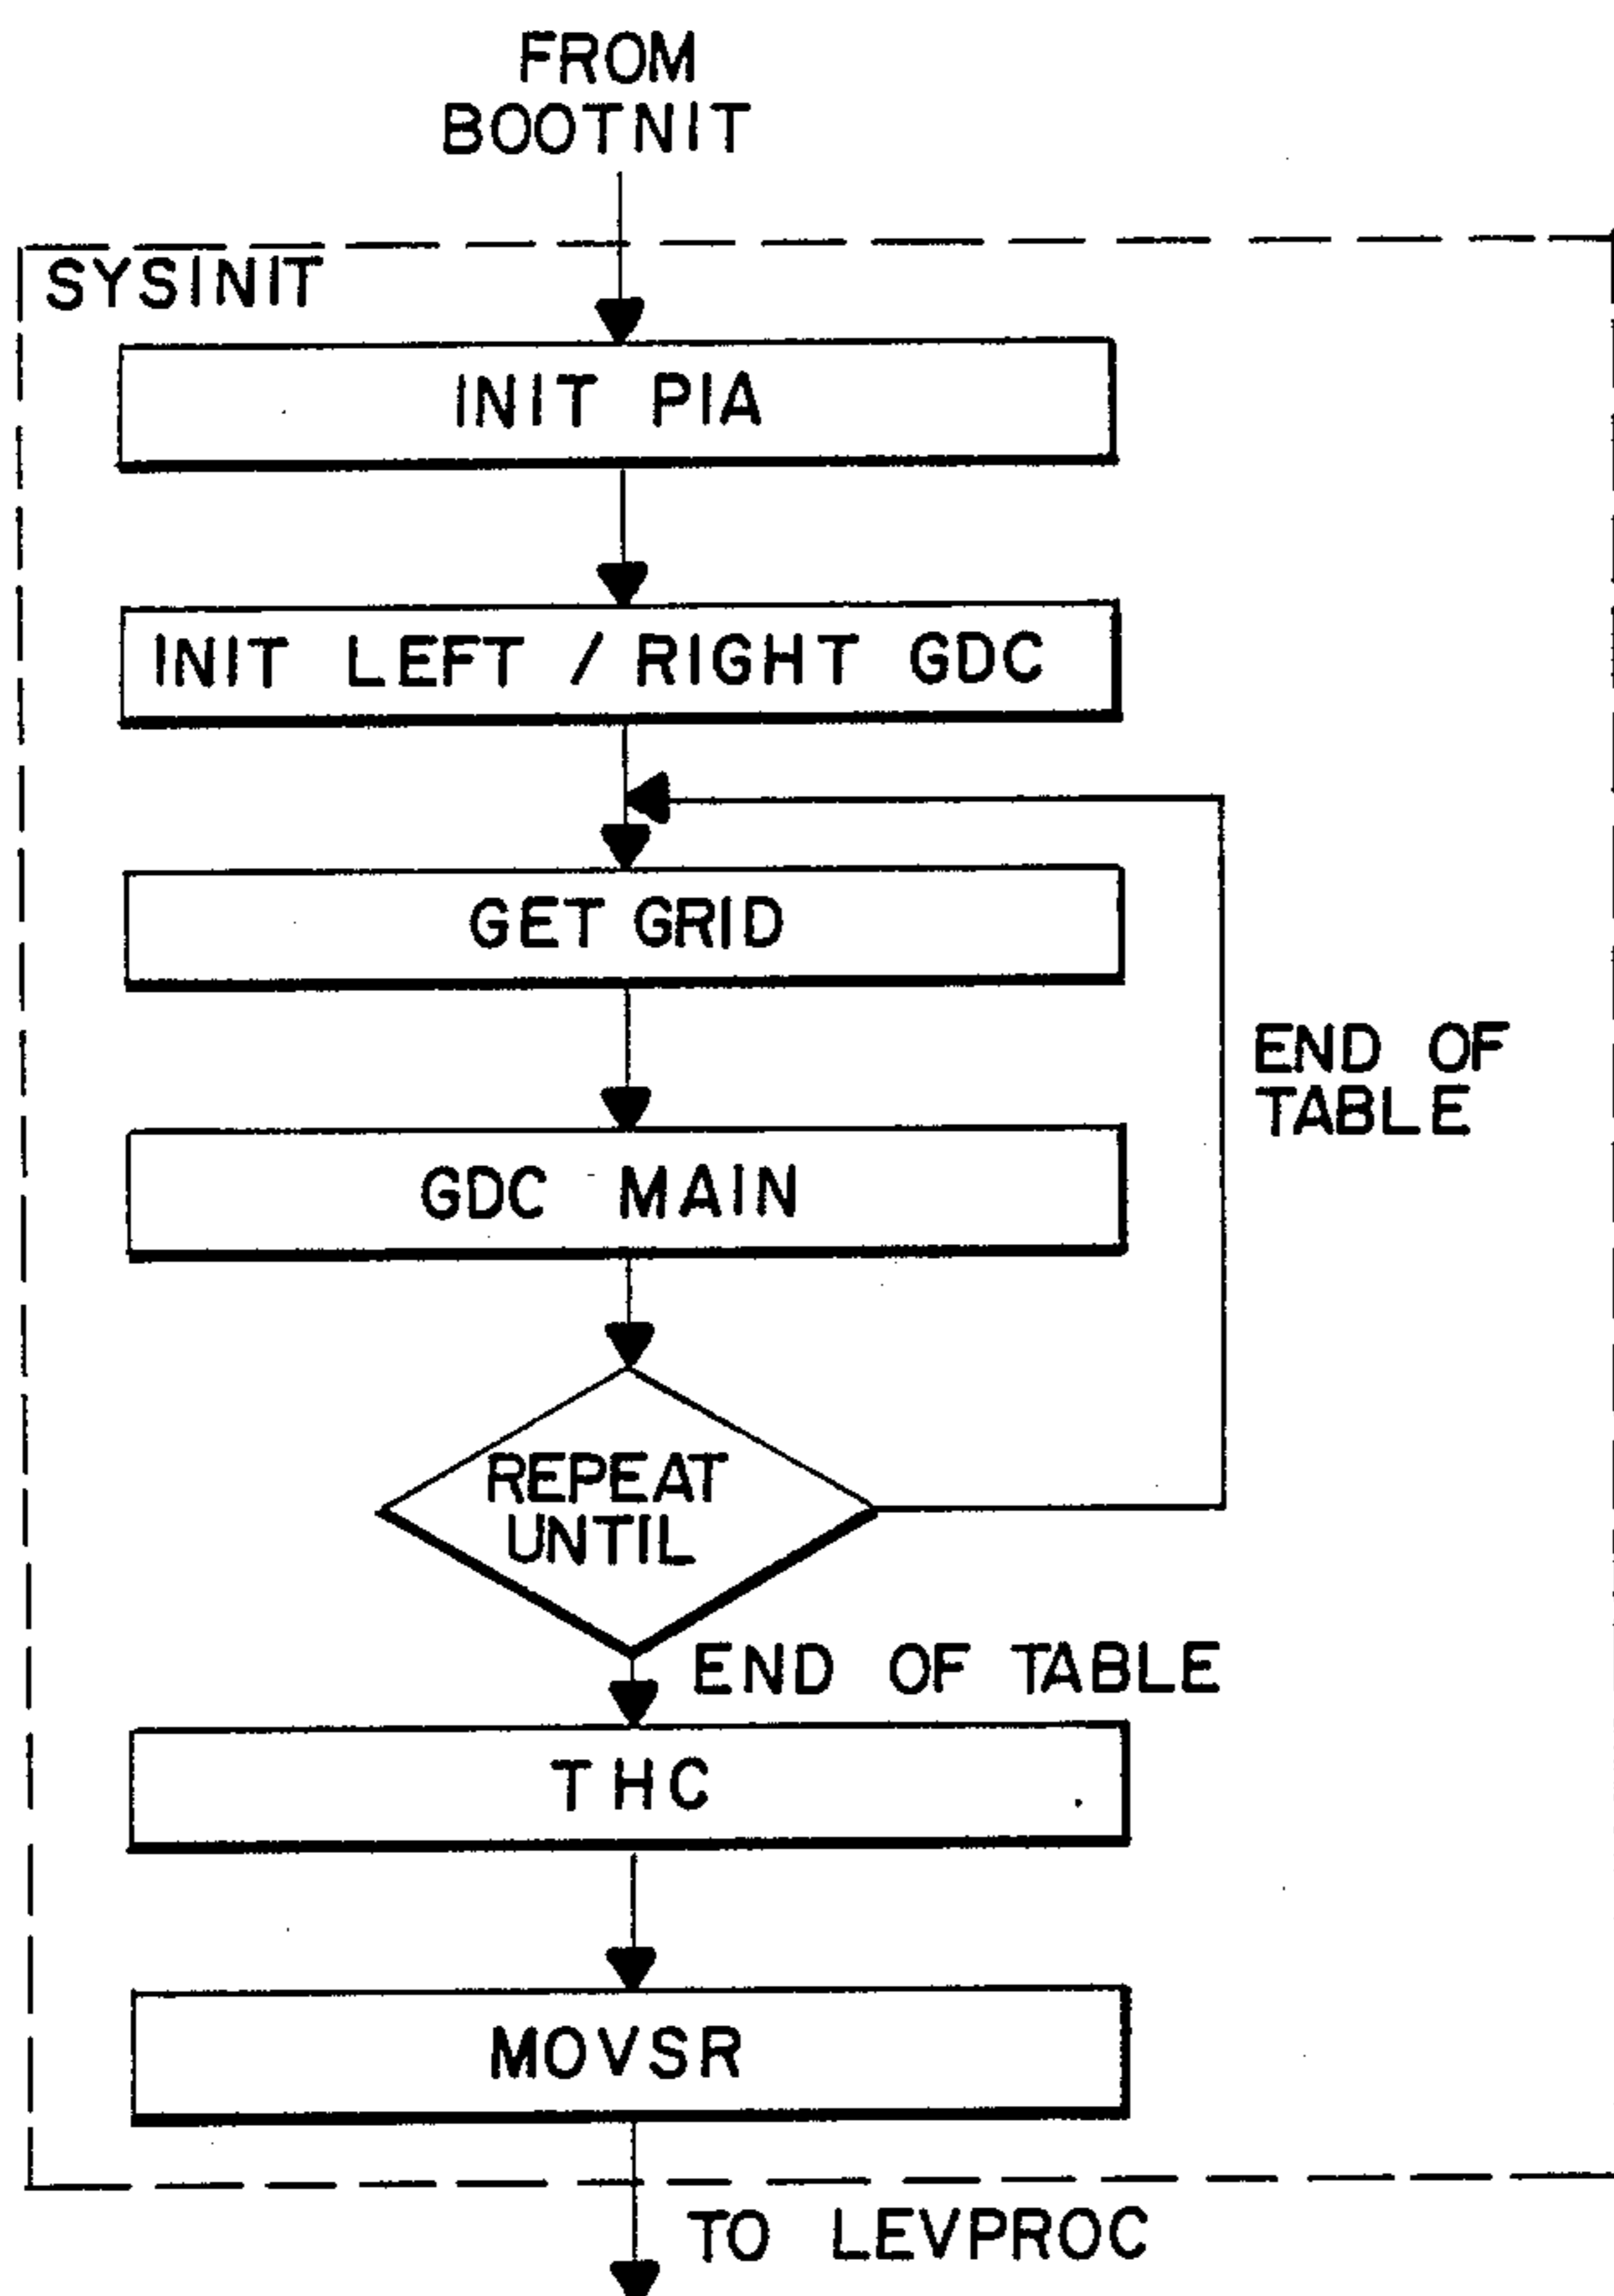 FROM
BOOTNIT
SYSINIT
INIT PIA
INIT LEFT / RIGHT GDC
GET GRID
END OF
TABLE
GDC MAIN
REPEAT
UNTIL
END OF TABLE
THC
MOVSR
TO LEVPROC